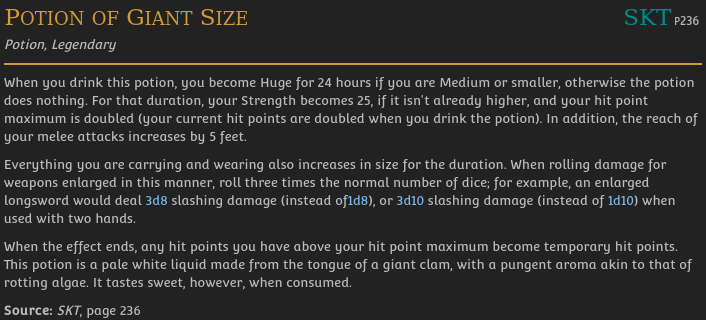 Potion of Giant Size SKT P236
Potion, Legendary
When you drink this potion, you become Huge for 24 hours if you are Medium or smaller, otherwise the potion
does nothing. For that duration, your Strength becomes 25, if it isn't already higher, and your hit point
maximum is doubled (your current hit points are doubled when you drink the potion). In addition, the reach of
your melee attacks increases by 5 feet.
Everything you are carrying and wearing also increases in size for the duration. When rolling damage for
weapons enlarged in this manner, roll three times the normal number of dice; for example, an enlarged
longsword would deal 3d8 slashing damage (instead of1d8), or 3d10 slashing damage (instead of 1d10) when
used with two hands.
When the effect ends, any hit points you have above your hit point maximum become temporary hit points.
This potion is a pale white liquid made from the tongue of a giant clam, with a pungent aroma akin to that of
rotting algae. It tastes sweet, however, when consumed.
Source: SKT, page 236